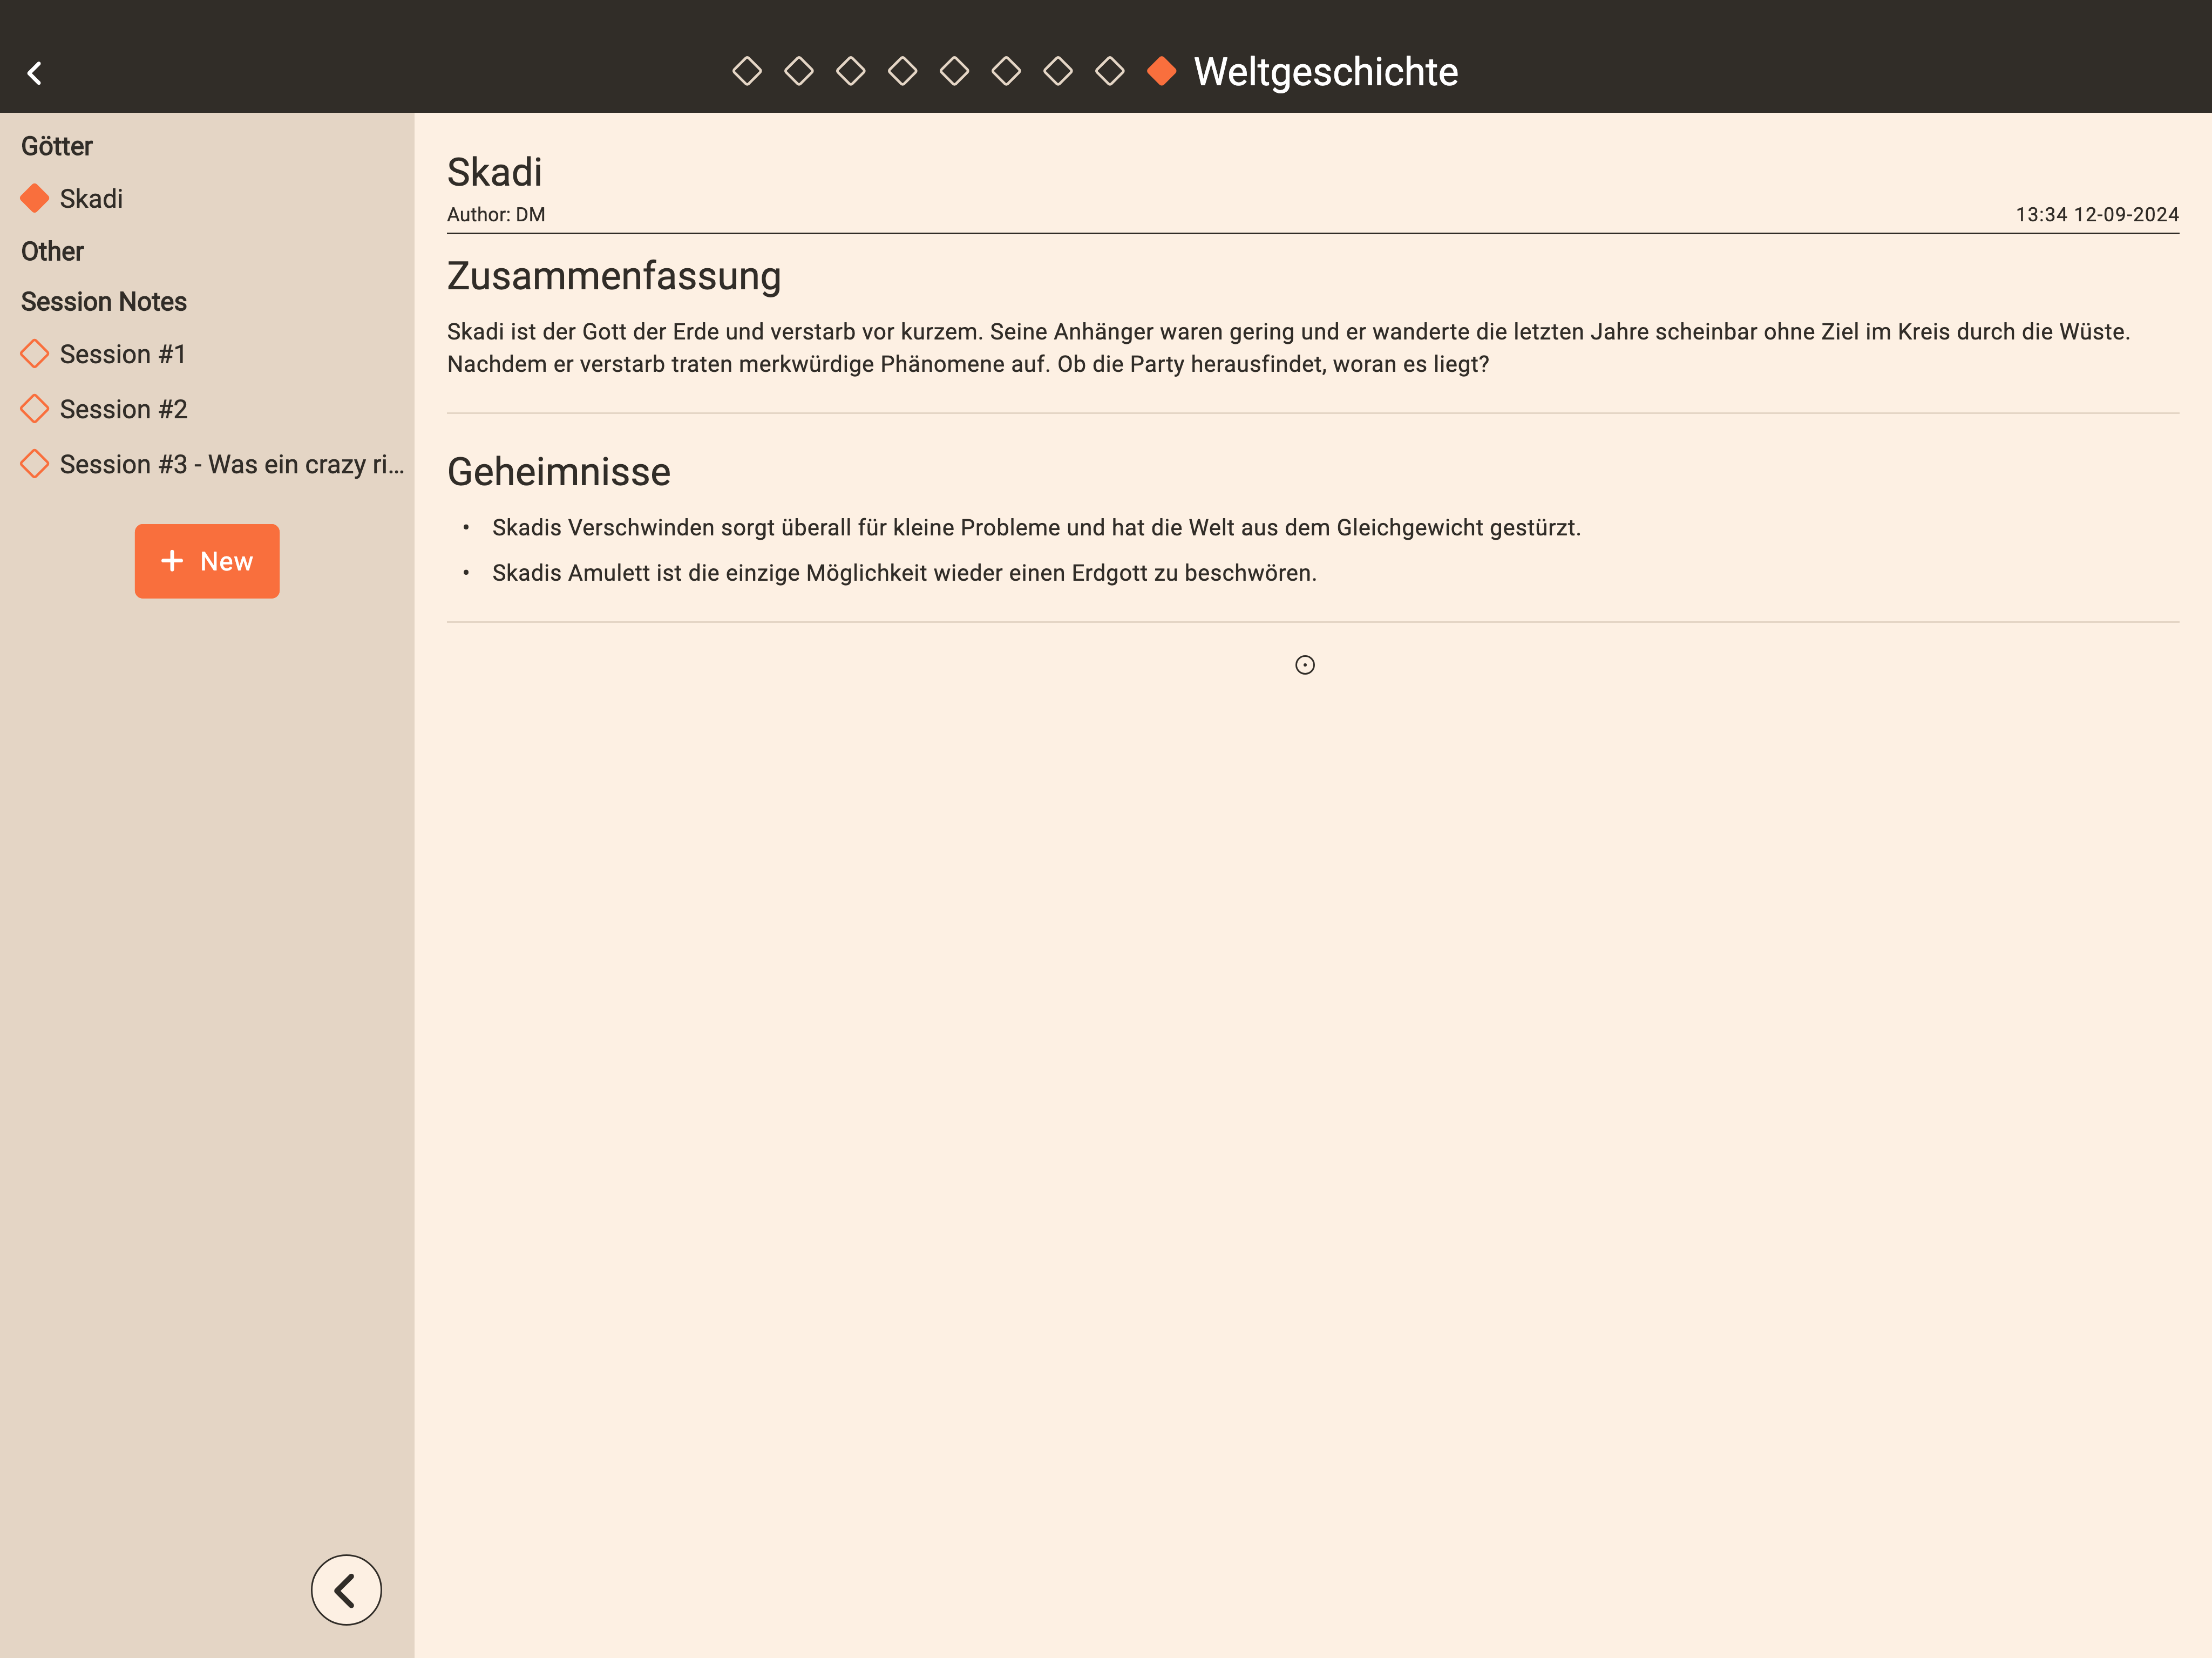 Weltgeschichte
Götter
Skadi
Other
Session Notes
Session #1
Session #2
Session #3 - Was ein crazy ri...
+ New
Skadi
Author: DM
13:34 12-09-2024
Zusammenfassung
Skadi ist der Gott der Erde und verstarb vor kurzem. Seine Anhänger waren gering und er wanderte die letzten Jahre scheinbar ohne Ziel im Kreis durch die Wüste.
Nachdem er verstarb traten merkwürdige Phänomene auf. Ob die Party herausfindet, woran es liegt?
Geheimnisse
• Skadis Verschwinden sorgt überall für kleine Probleme und hat die Welt aus dem Gleichgewicht gestürzt.
• Skadis Amulett ist die einzige Möglichkeit wieder einen Erdgott zu beschwören.